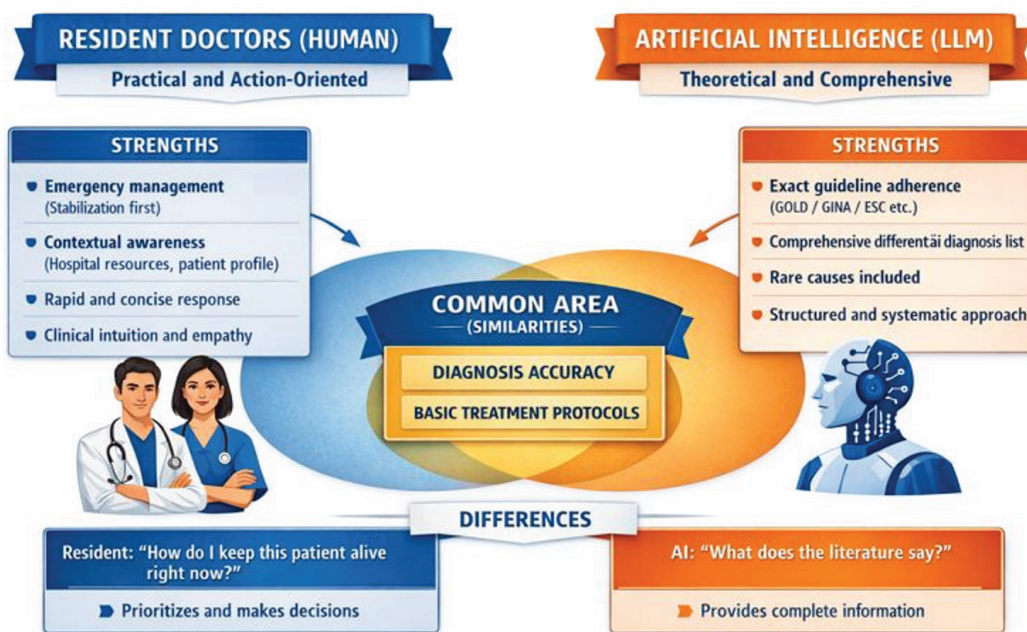 RESIDENT DOCTORS (HUMAN)
Practical and Action-Oriented
ARTIFICIAL INTELLIGENCE (LLM)
Theoretical and Comprehensive
STRENGTHS
Emergency management
(Stabilization first)
Contextual awareness
(Hospital resources, patient profile)
Rapid and concise response
Clinical intuition and empathy
STRENGTHS
Exact guideline adherence
(GOLD / GINA / ESC etc.)
Comprehensive differentäi diagnosis list
Rare causes included
Structured and systematic approach
COMMON AREA
(SIMILARITIES)
DIAGNOSIS ACCURACY
BASIC TREATMENT PROTOCOLS
DIFFERENCES
Resident: “How do I keep this patient alive
right now?”
Prioritizes and makes decisions
AI: “What does the literature say?”
Provides complete information